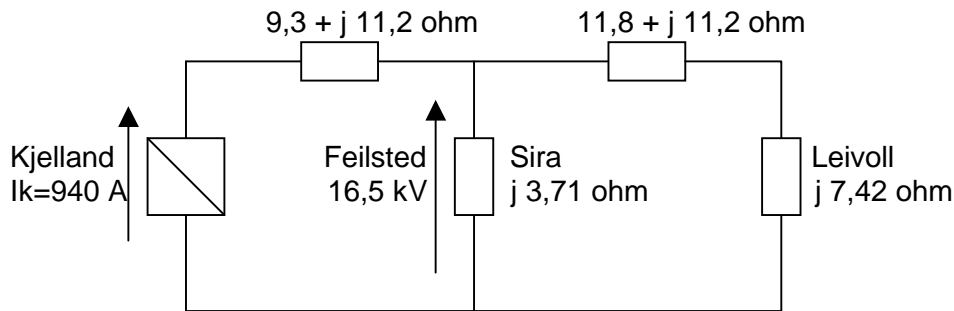 9,3 + j 11,2 ohm
11,8 + j 11,2 ohm
Kjelland
Ik=940 A
Feilsted
16,5 kV
Sira
j 3,71 ohm
Leivoll
j 7,42 ohm